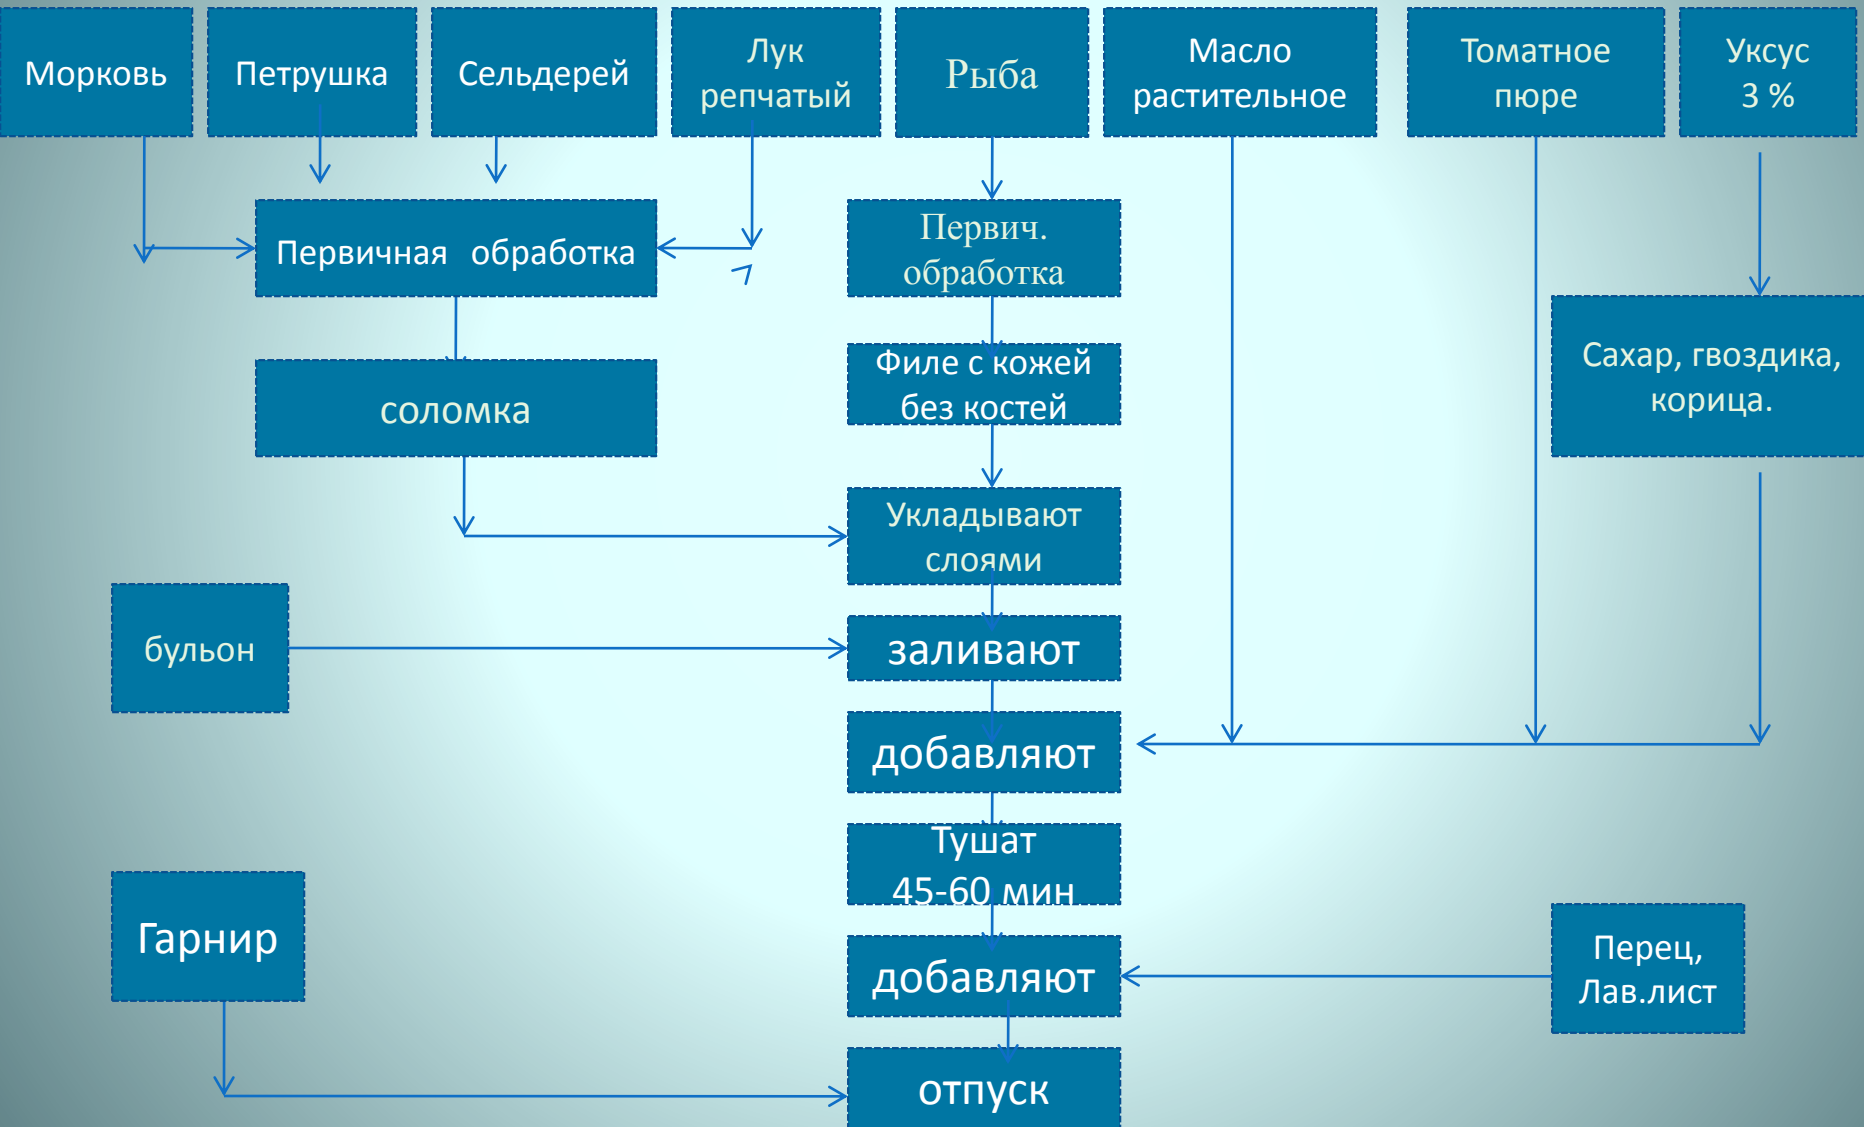 Морковь
Петрушка
Сельдерей
Лук
репчатый
Рыба
Масло
растительное
Томатное
пюре
Уксус
3 %
Первичная обработка
Первич.
обработка
Филе с кожей
без костей
Сахар, гвоздика,
корица.
соломка
Укладывают
слоями
бульон
заливают
добавляют
Тушат
45-60 мин
Гарнир
добавляют
Перец,
Лав.лист
отпуск